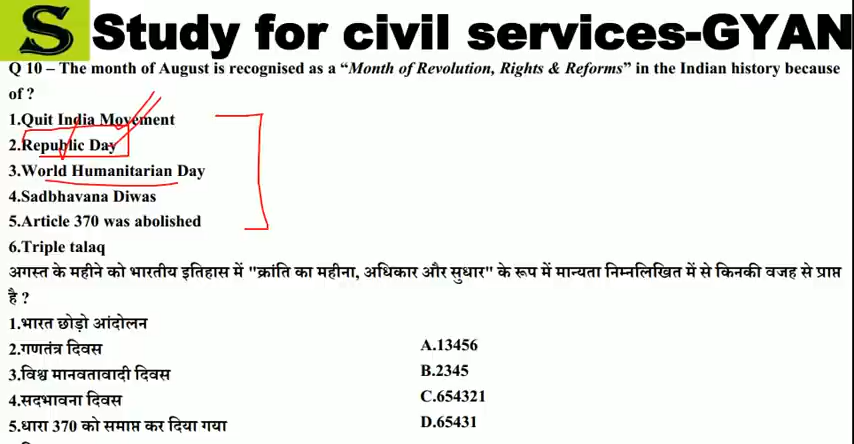 S Study for civil services-GYAN
Q 10 – The month of August is recognised as a “Month of Revolution, Rights & Reforms” in the Indian history because
of ?
1.Quit India Movement
2.Republic Day
3.World Humanitarian Day
4.Sadbhavana Diwas
5.Article 370 was abolished
6.Triple talaq
अगस्त के महीने को भारतीय इतिहास में "क्रांति का महीना, अधिकार और सुधार" के रूप में मान्यता निम्नलिखित में से किनकी वजह से प्राप्त
है ?
1.भारत छोड़ो आंदोलन
2.गणतंत्र दिवस
3.विश्व मानवतावादी दिवस
4.सदभावना दिवस
5.धारा 370 को समाप्त कर दिया गया
A.13456
B.2345
C.654321
D.65431